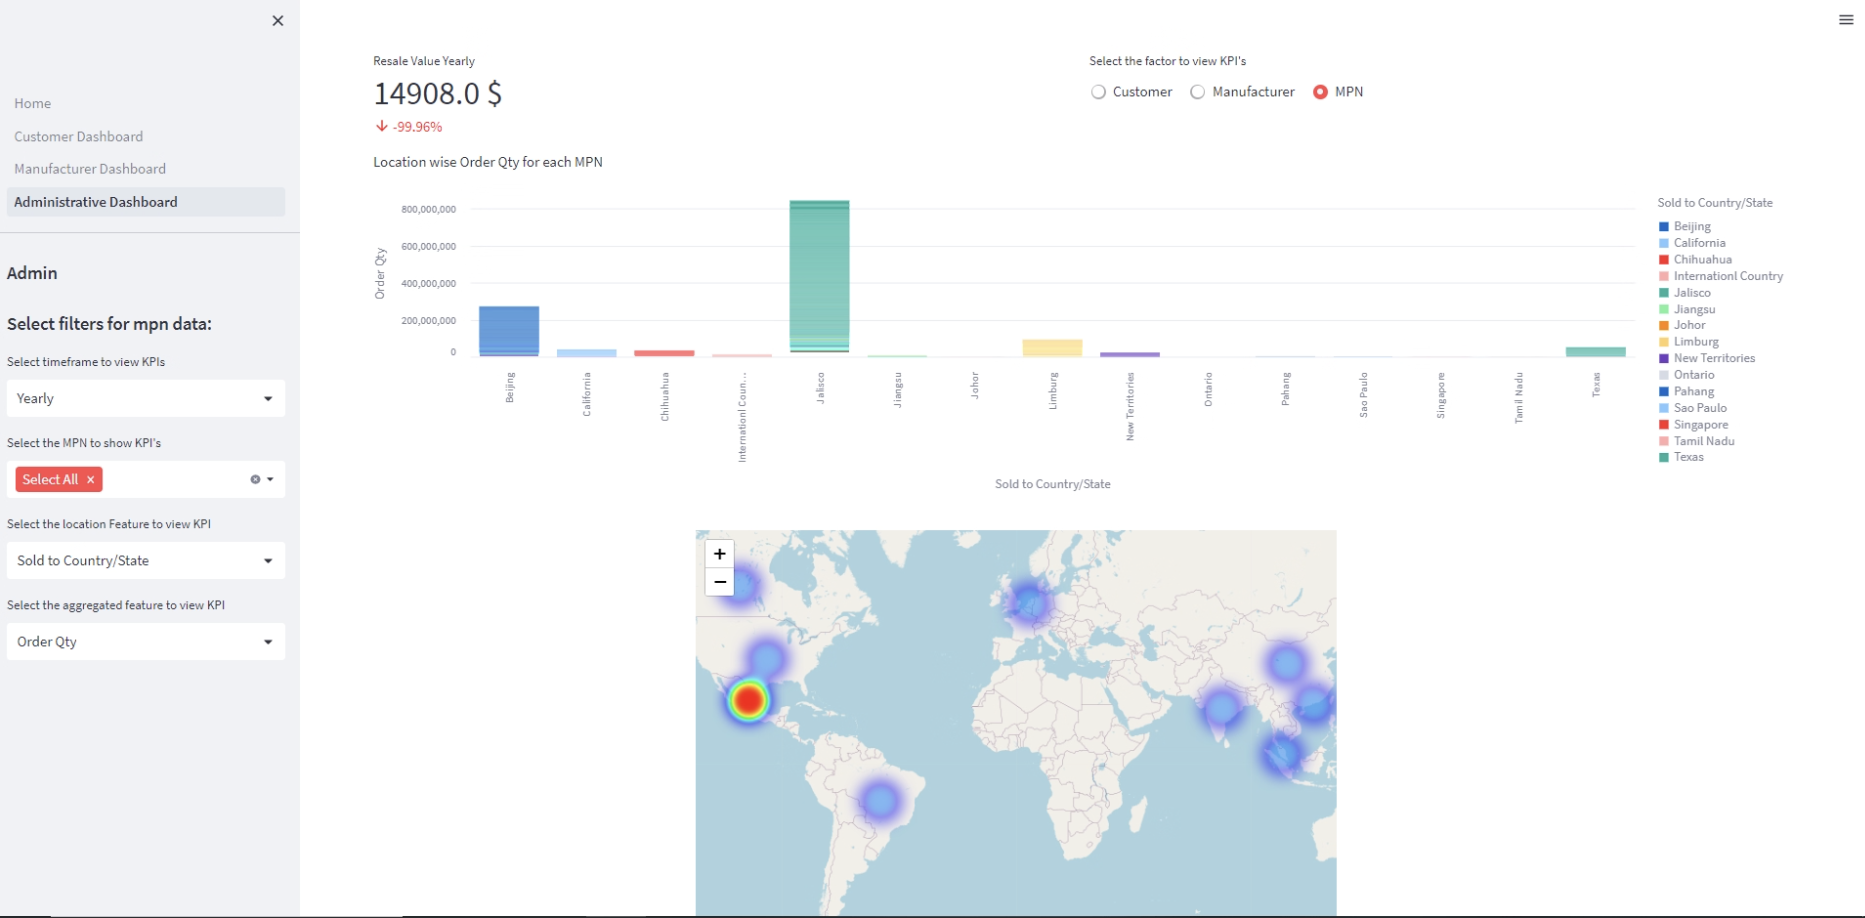 Home
Customer Dashboard
Manufacturer Dashboard
Administrative Dashboard
Admin
Select filters for mpn data:
Select timeframe to view KPIs
Yearly
Select the MPN to show KPI's
Select All ×
Select the location Feature to view KPI
Sold to Country/State
Select the aggregated feature to view KPI
Order Qty
Resale Value Yearly
14908.0 $
-99.96%
Select the factor to view KPI's
Customer Manufacturer MPN
Location wise Order Qty for each MPN
Order Qty
800,000,000
600,000,000
400,000,000
200,000,000
0
Beijing
California
Chihuahua
Internationl Coun...
Jalisco
Jiangsu
Johor
Limburg
New Territories
Ontario
Pahang
Sao Paulo
Singapore
Tamil Nadu
Texas
Sold to Country/State
Sold to Country/State
Beijing
California
Chihuahua
Internationl Country
Jalisco
Jiangsu
Johor
Limburg
New Territories
Ontario
Pahang
Sao Paulo
Singapore
Tamil Nadu
Texas
+
−